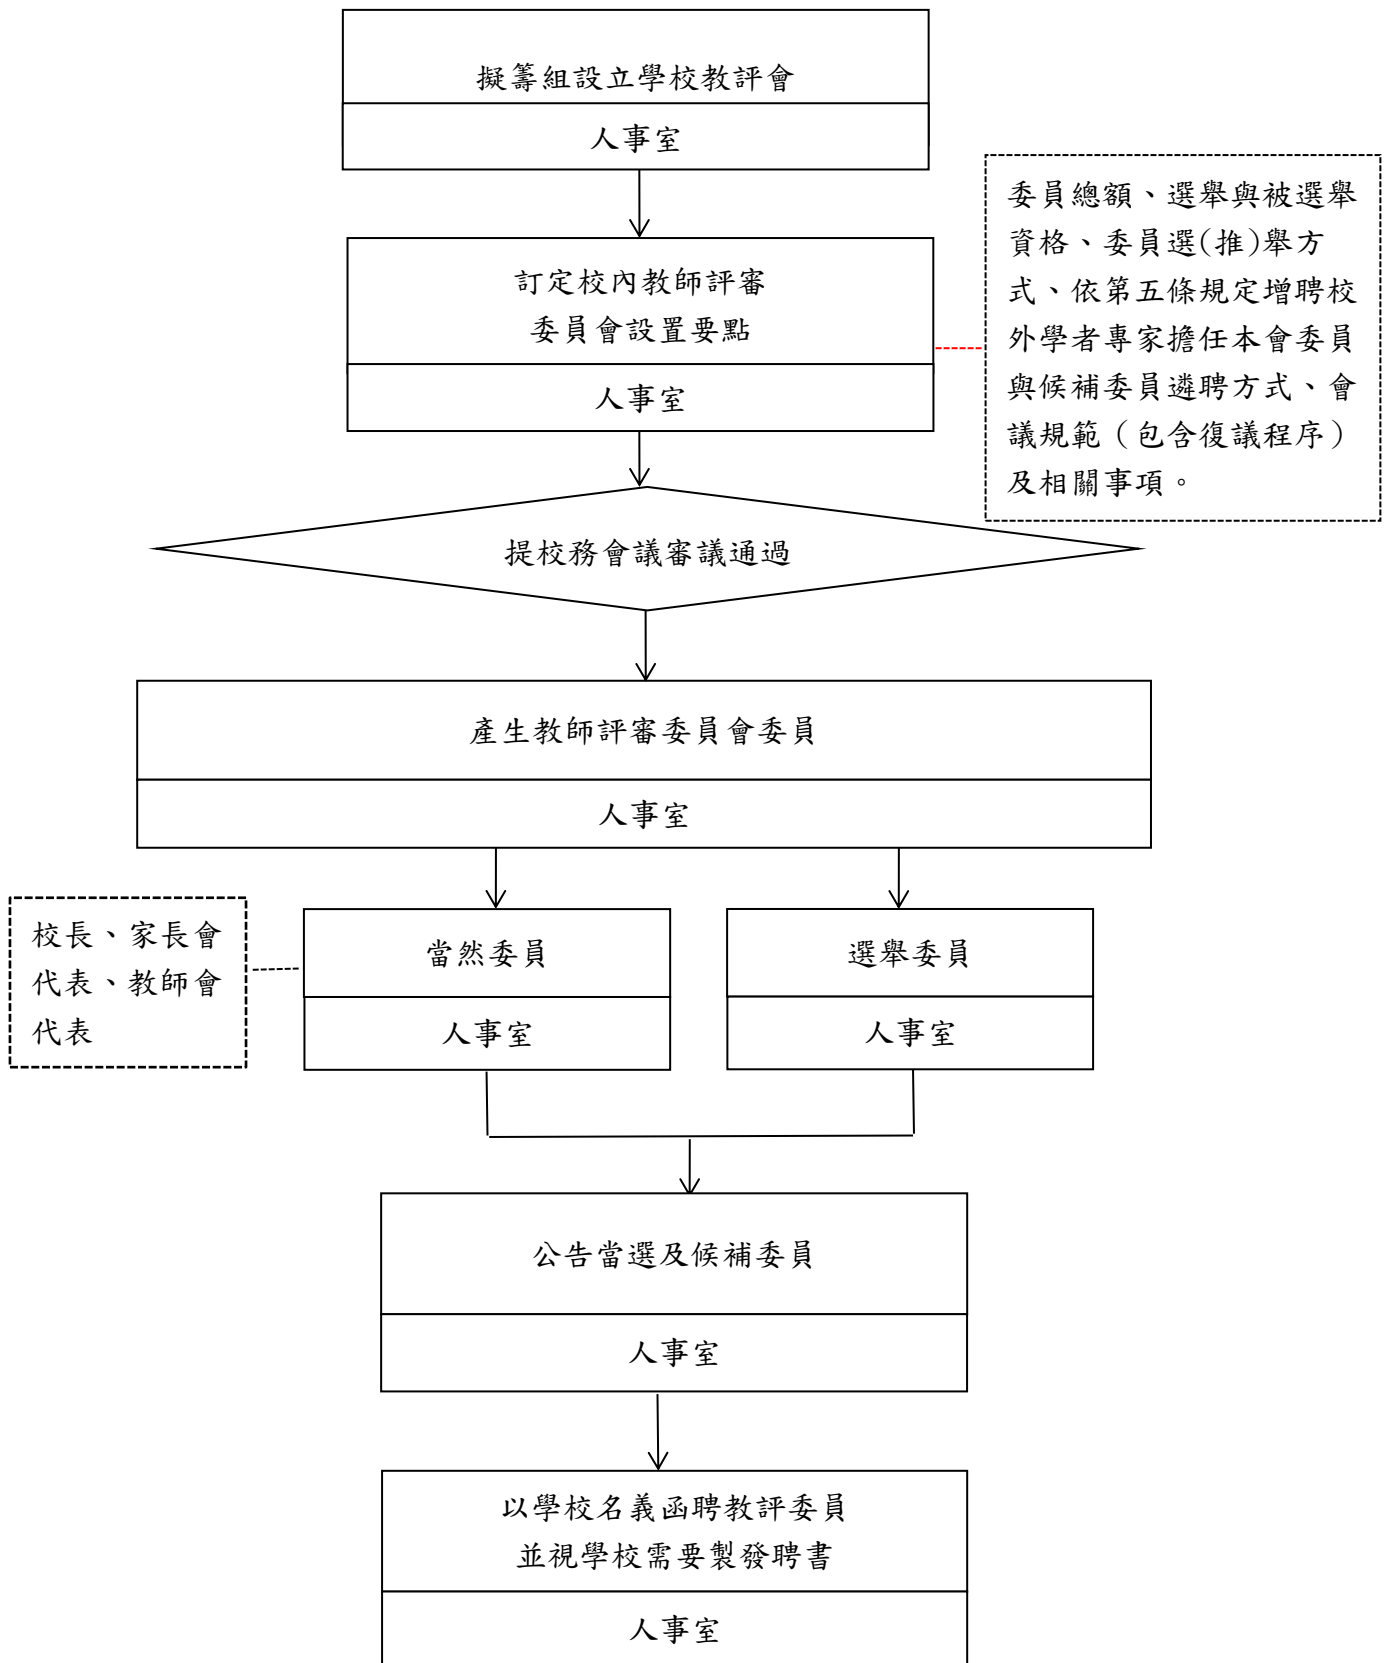 擬籌組設立學校教評會
人事室
訂定校內教師評審
委員會設置要點
人事室
委員總額、選舉與被選舉
資格、委員選(推)舉方
式、依第五條規定增聘校
外學者專家擔任本會委員
與候補委員遴聘方式、會
議規範（包含復議程序）
及相關事項。
提校務會議審議通過
產生教師評審委員會委員
人事室
校長、家長會
代表、教師會
代表
當然委員
人事室
選舉委員
人事室
公告當選及候補委員
人事室
以學校名義函聘教評委員
並視學校需要製發聘書
人事室